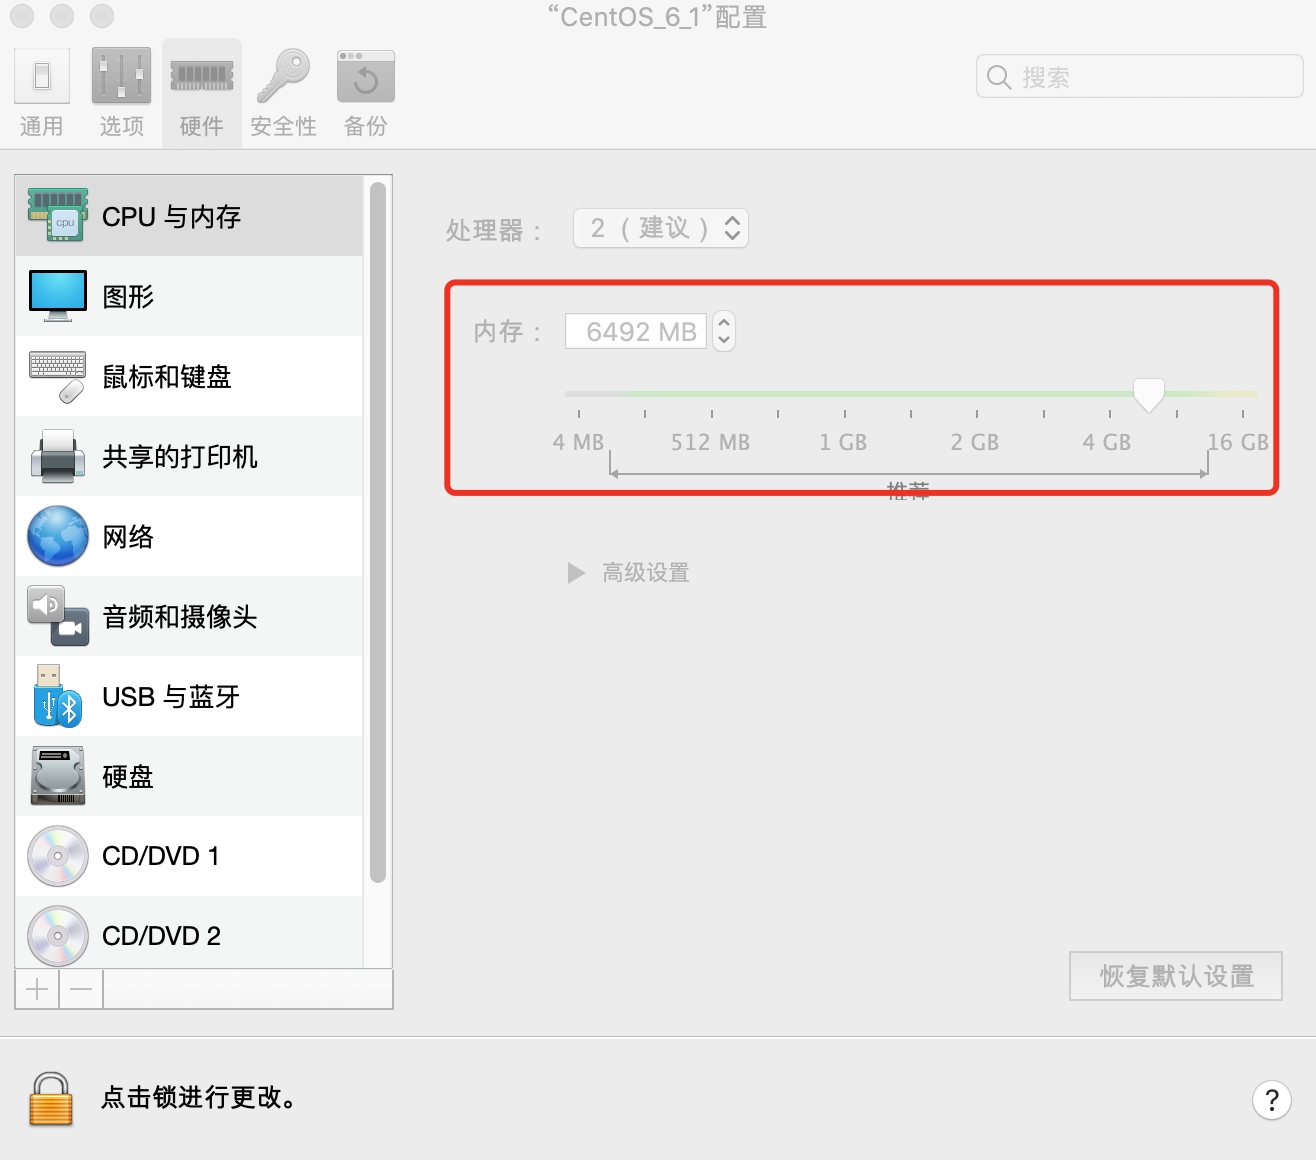 “CentOS_6_1”配置
通用
选项
硬件
安全性
备份
搜索
CPU 与内存
图形
鼠标和键盘
共享的打印机
网络
音频和摄像头
USB 与蓝牙
硬盘
CD/DVD 1
CD/DVD 2
处理器：
2（建议）
内存：
6492 MB
4 MB
512 MB
1 GB
2 GB
4 GB
16 GB
推荐
高级设置
恢复默认设置
点击锁进行更改。
?
cpu